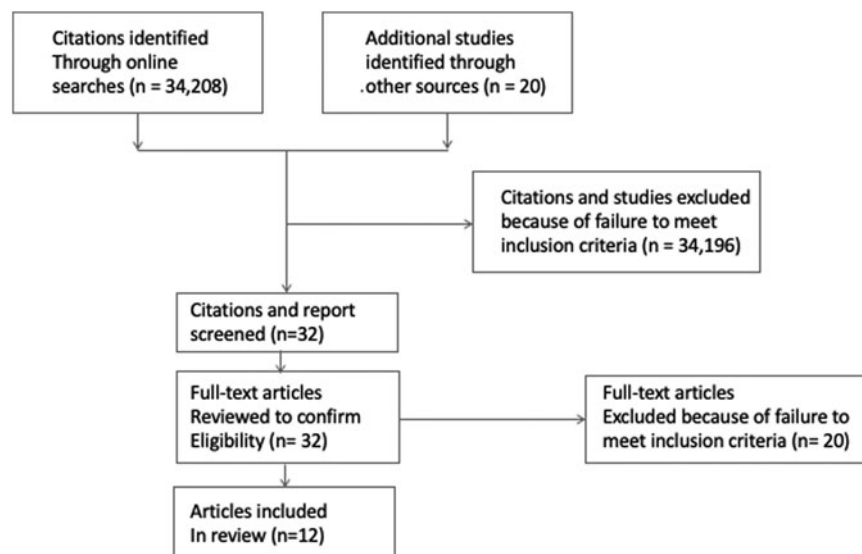 Citations identified
Through online
searches (n = 34,208)
Additional studies
identified through
.other sources (n = 20)
Citations and studies excluded
because of failure to meet
inclusion criteria (n = 34,196)
Citations and report
screened (n=32)
Full-text articles
Reviewed to confirm
Eligibility (n= 32)
Full-text articles
Excluded because of failure to
meet inclusion criteria (n= 20)
Articles included
In review (n=12)